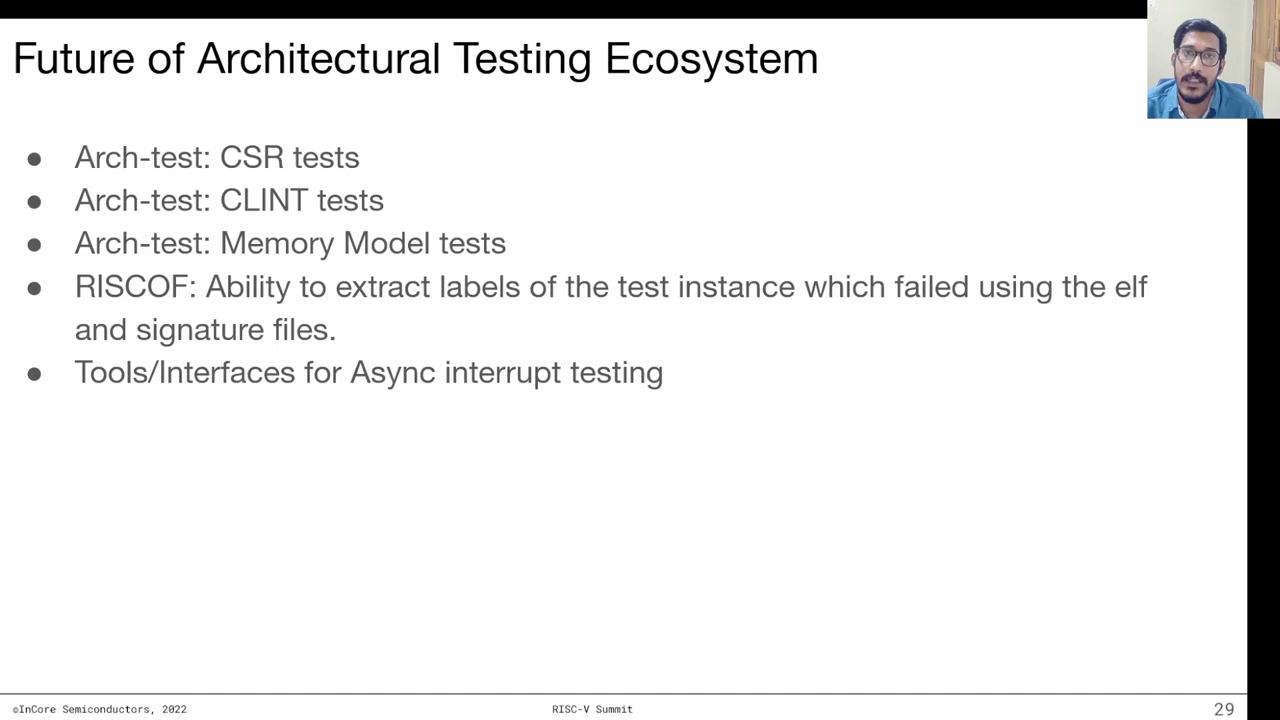 Future of Architectural Testing Ecosystem
● Arch-test: CSR tests
● Arch-test: CLINT tests
● Arch-test: Memory Model tests
● RISCOF: Ability to extract labels of the test instance which failed using the elf
and signature files.
● Tools/Interfaces for Async interrupt testing
©InCore Semiconductors, 2022
RISC-V Summit
29